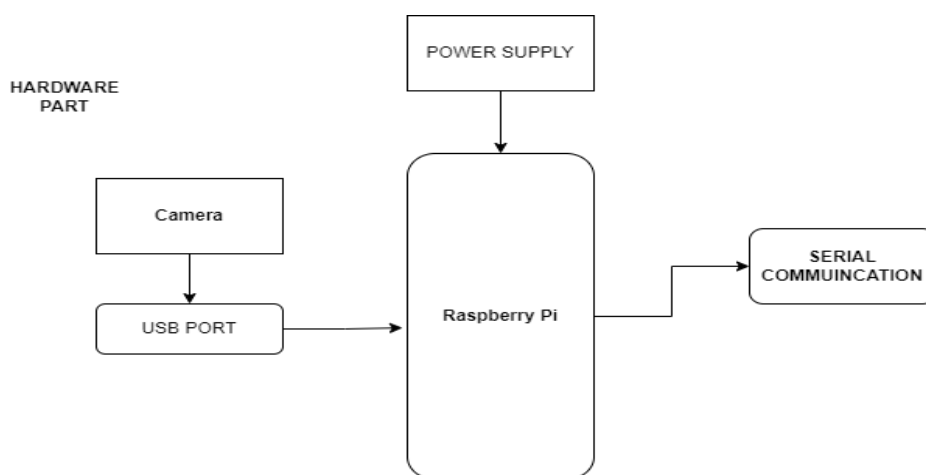 POWER SUPPLY
HARDWARE
PART
Camera
SERIAL
COMMUINCATION
USB PORT
Raspberry Pi